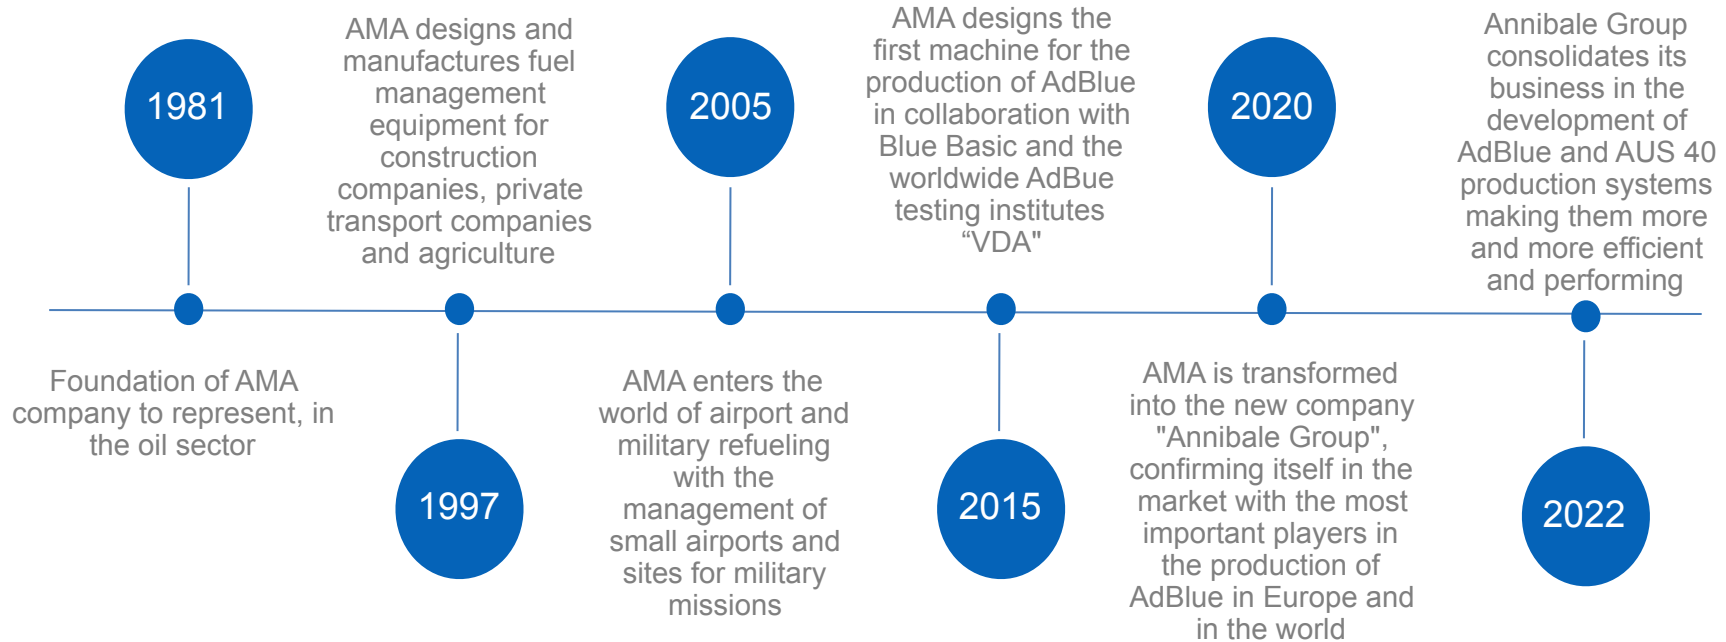 1981
Foundation of AMA
company to represent, in
the oil sector
AMA designs and
manufactures fuel
management
equipment for
construction
companies, private
transport companies
and agriculture
1997
2005
AMA enters the
world of airport and
military refueling
with the
management of
small airports and
sites for military
missions
AMA designs the
first machine for the
production of AdBlue
in collaboration with
Blue Basic and the
worldwide AdBue
testing institutes
“VDA"
2015
2020
AMA is transformed
into the new company
"Annibale Group",
confirming itself in the
market with the most
important players in
the production of
AdBlue in Europe and
in the world
Annibale Group
consolidates its
business in the
development of
AdBlue and AUS 40
production systems
making them more
and more efficient
and performing
2022